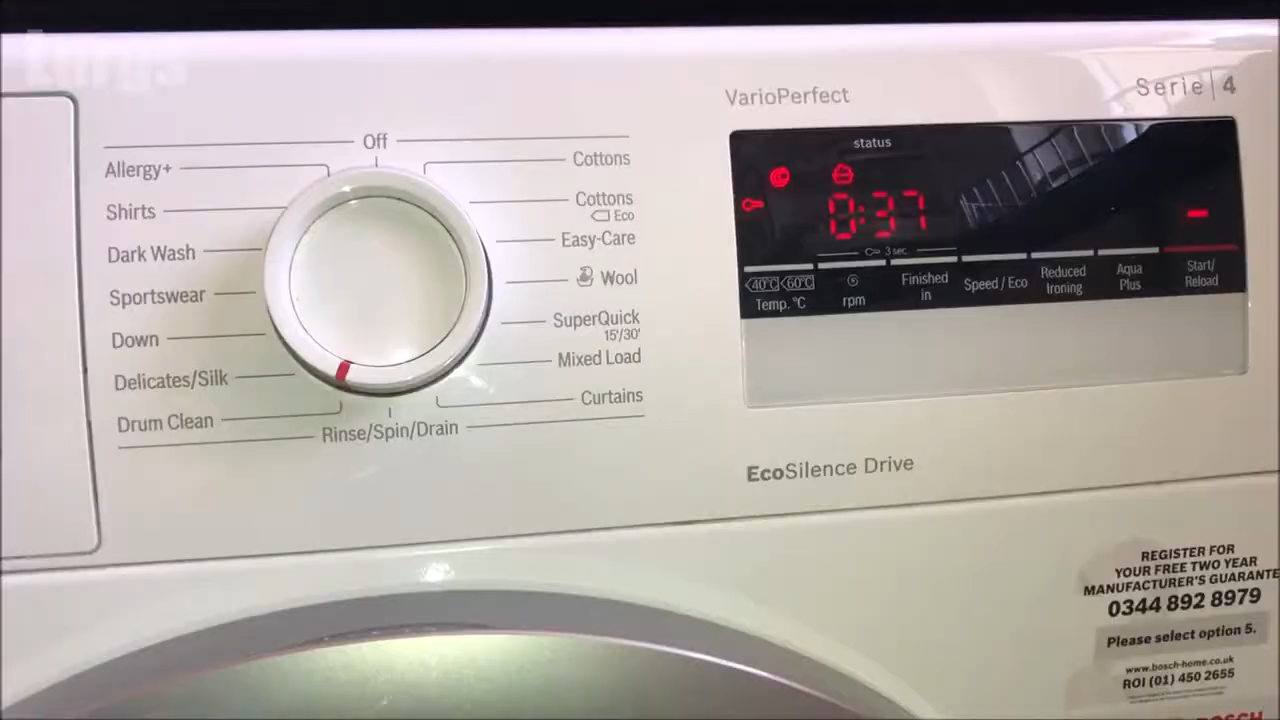 VarioPerfect
Serie | 4
Off
Allergy+
Shirts
Dark Wash
Sportswear
Down
Delicates/Silk
Drum Clean
Rinse/Spin/Drain
Cottons
Cottons
Eco
Easy-Care
Wool
SuperQuick
15'/30'
Mixed Load
Curtains
status
0:37
3 sec.
40°C 60°C
Temp. °C
rpm
Finished
in
Speed / Eco
Reduced
Ironing
Aqua
Plus
Start/
Reload
EcoSilence Drive
REGISTER FOR
YOUR FREE TWO YEAR
MANUFACTURER'S GUARANTE
0344 892 8979
Please select option 5.
www.bosch-home.co.uk
ROI (01) 450 2655
BOSCH